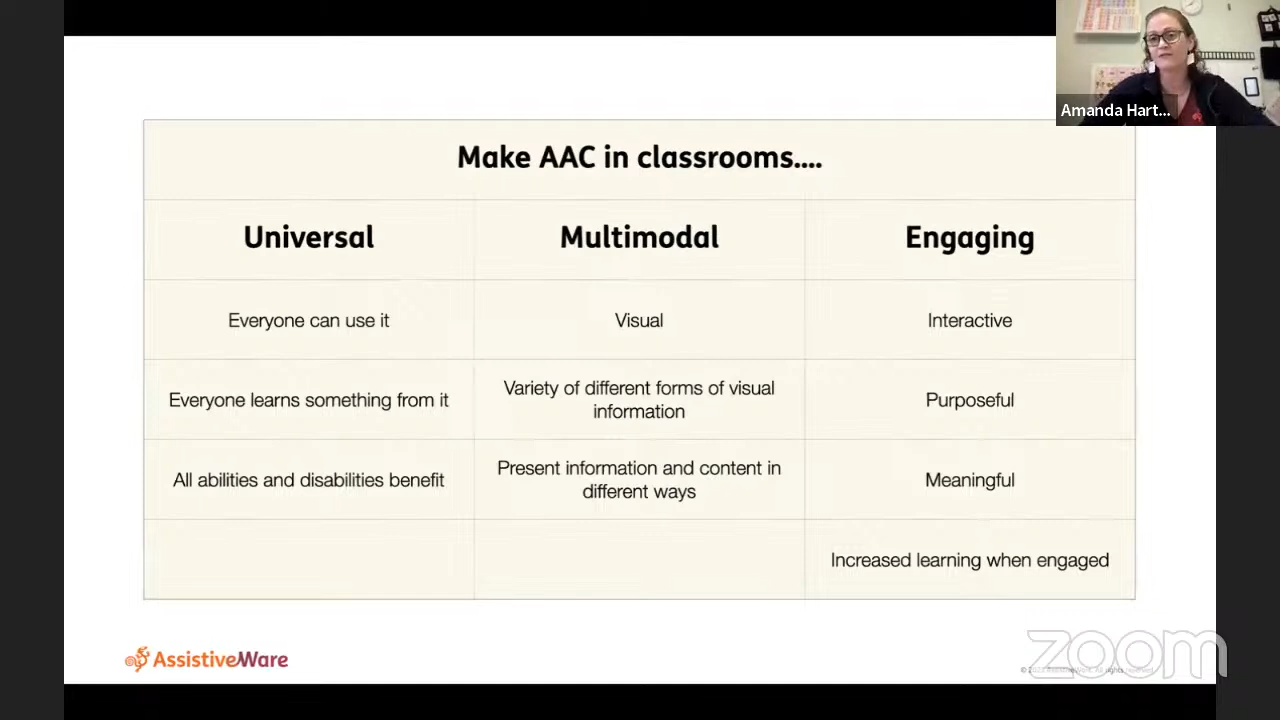 Amanda Hart...
Make AAC in classrooms....
Universal
Multimodal
Engaging
Everyone can use it
Visual
Interactive
Everyone learns something from it
Variety of different forms of visual
information
Purposeful
All abilities and disabilities benefit
Present information and content in
different ways
Meaningful
Increased learning when engaged
AssistiveWare
zoom